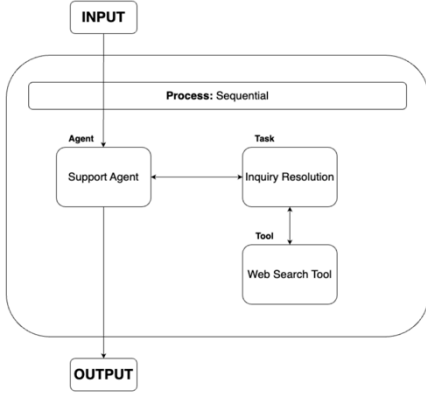 INPUT
Process: Sequential
Agent
Task
Support Agent
Inquiry Resolution
Tool
Web Search Tool
OUTPUT